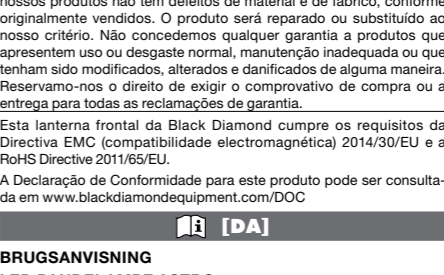 nossos produtos não têm defeitos de material e de fabrico, conforme
originalmente vendidos. O produto será reparado ou substituído ao
nosso critério. Não concedemos qualquer garantia a produtos que
apresentem uso ou desgaste normal, manutenção inadequada ou que
tenham sido modificados, alterados e danificados de alguma maneira.
Reservamo-nos o direito de exigir o comprovativo de compra ou a
entrega para todas as reclamações de garantia.
Esta lanterna frontal da Black Diamond cumpre os requisitos da
Directiva EMC (compatibilidade electromagnética) 2014/30/EU e a
RoHS Directive 2011/65/EU.
A Declaração de Conformidade para este produto pode ser consulta-
da em www.blackdiamondequipment.com/DOC
[DA]
BRUGSANVISNING
LED PANDELAMPE ASTRO